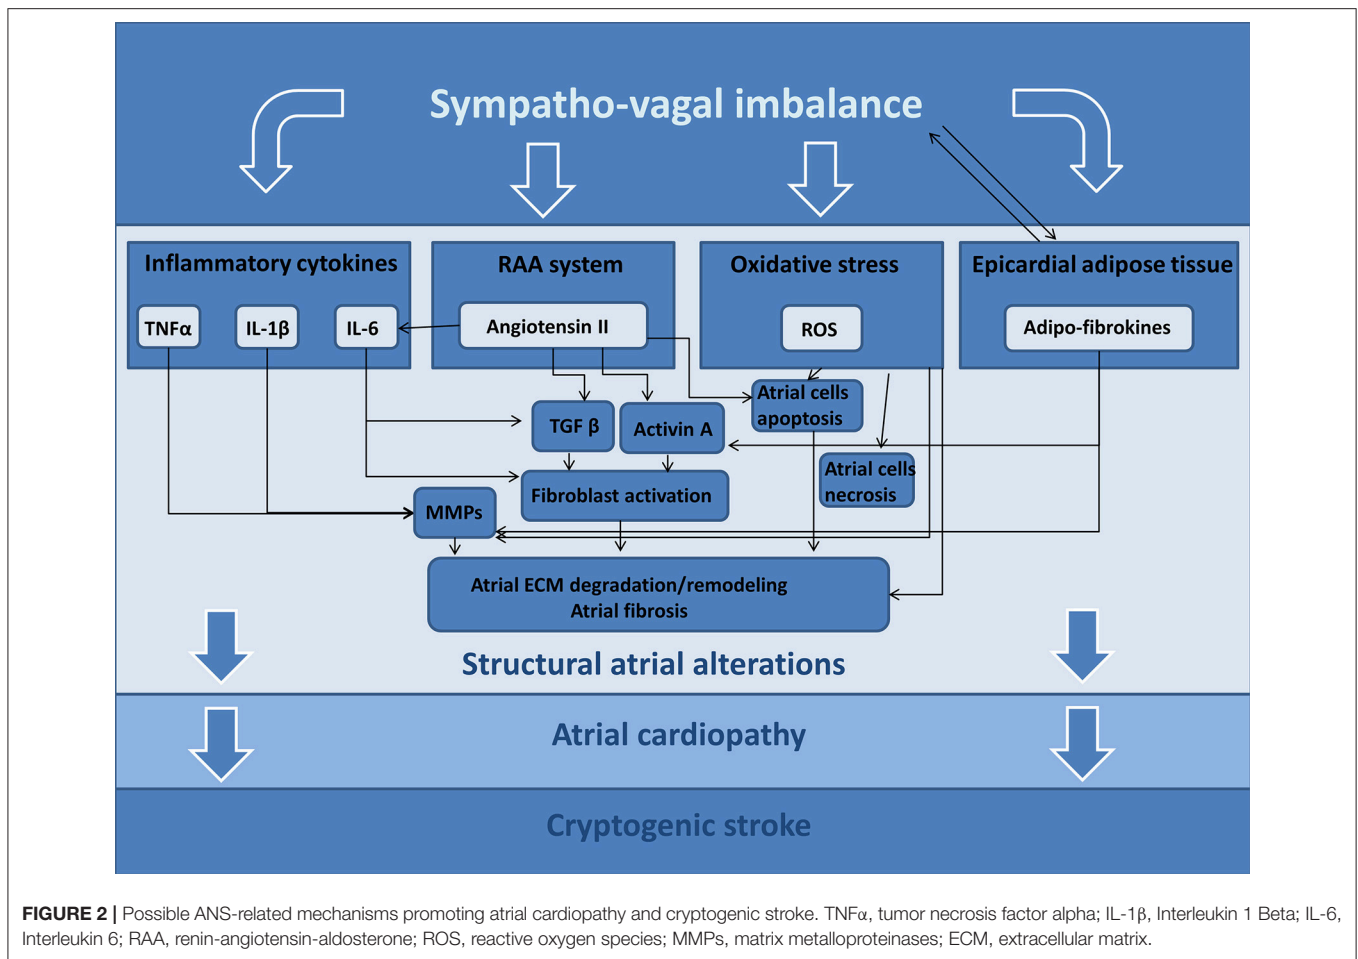 Sympatho-vagal imbalance
Inflammatory cytokines
RAA system
Oxidative stress
Epicardial adipose tissue
TNFα
IL-1β
IL-6
Angiotensin II
ROS
Adipo-fibrokines
Atrial cells
apoptosis
TGF β
Activin A
Atrial cells
necrosis
Fibroblast activation
MMPs
Atrial ECM degradation/remodeling
Atrial fibrosis
Structural atrial alterations
Atrial cardiopathy
Cryptogenic stroke
FIGURE 2 | Possible ANS-related mechanisms promoting atrial cardiopathy and cryptogenic stroke. TNFα, tumor necrosis factor alpha; IL-1β, Interleukin 1 Beta; IL-6,
Interleukin 6; RAA, renin-angiotensin-aldosterone; ROS, reactive oxygen species; MMPs, matrix metalloproteinases; ECM, extracellular matrix.